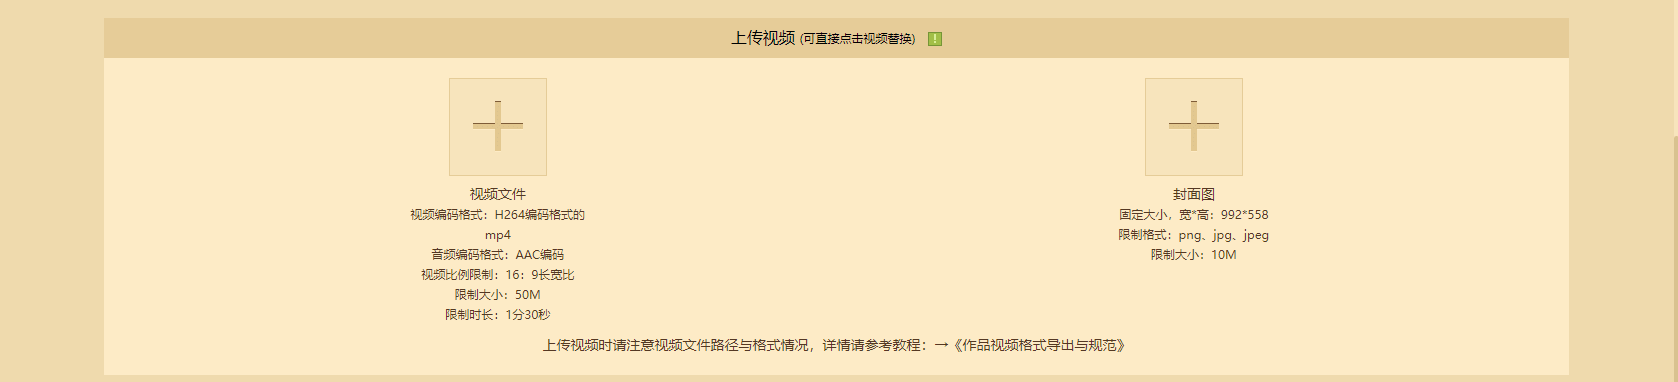 上传视频 (可直接点击视频替换) !
视频文件
视频编码格式：H264编码格式的
mp4
音频编码格式：AAC编码
视频比例限制：16：9长宽比
限制大小：50M
限制时长：1分30秒
封面图
固定大小，宽*高：992*558
限制格式：png、jpg、jpeg
限制大小：10M
上传视频时请注意视频文件路径与格式情况，详情请参考教程：→《作品视频格式导出与规范》